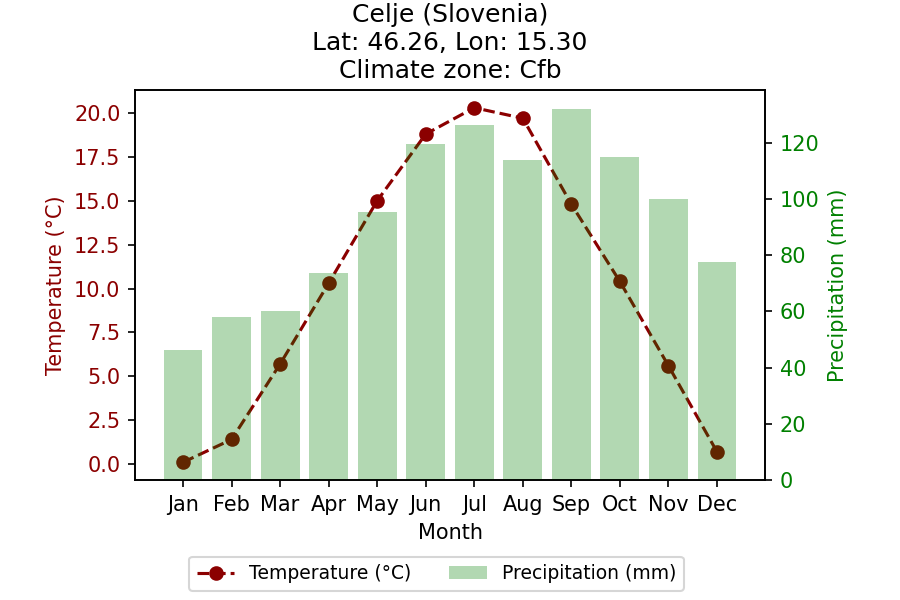 Celje (Slovenia)
Lat: 46.26, Lon: 15.30
Climate zone: Cfb
Temperature (°C)
20.0
17.5
15.0
12.5
10.0
7.5
5.0
2.5
0.0
120
100
80
60
40
20
0
Precipitation (mm)
Jan Feb Mar Apr May Jun Jul Aug Sep Oct Nov Dec
Month
Temperature (°C) Precipitation (mm)